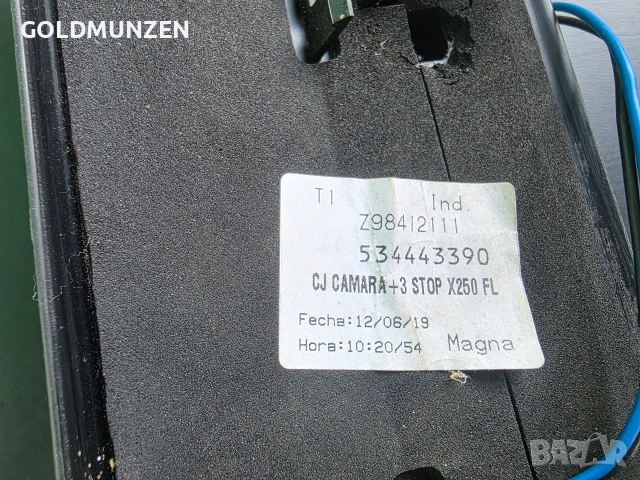 GOLDMUNZEN
T1 Ind.
Z98412111
534443390
CJ CAMARA+3 STOP X250 FL
Fecha:12/06/19
Hora:10:20/54 Magna
BAZAR